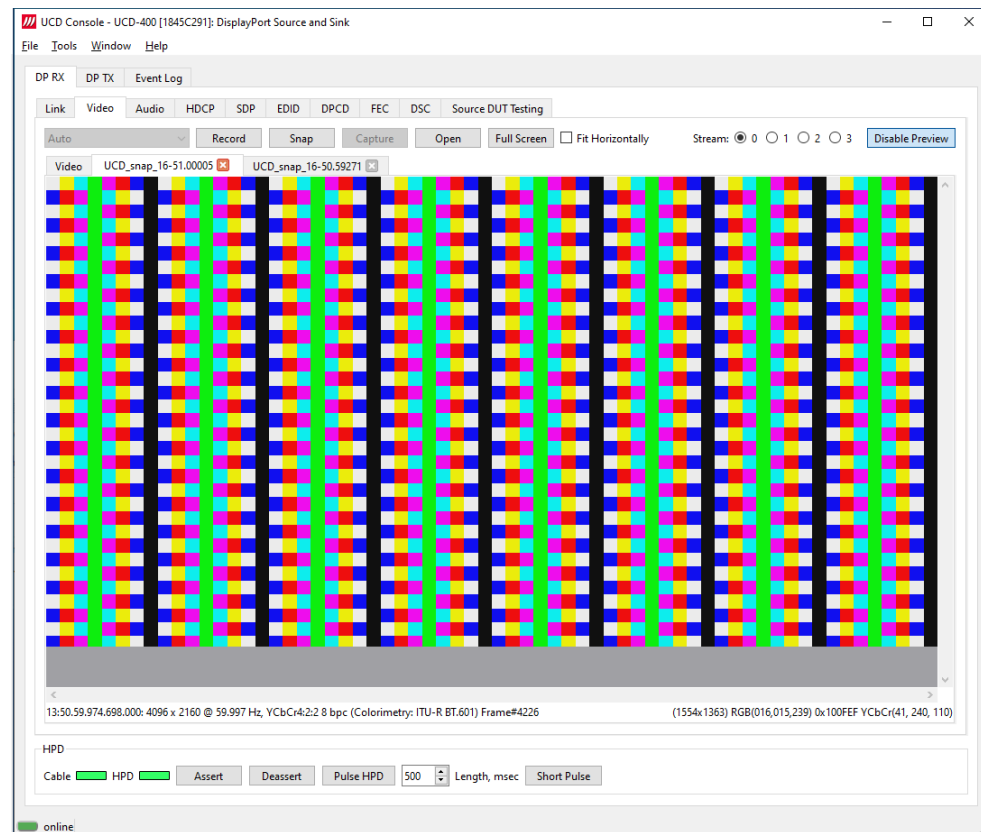 UCD Console - UCD-400 [1845C291]: DisplayPort Source and Sink
File Tools Window Help
DP RX DP TX Event Log
Link Video Audio HDCP SDP EDID DPCD FEC DSC Source DUT Testing
Auto Record Snap Capture Open Full Screen Fit Horizontally Stream: 0 1 2 3 Disable Preview
Video UCD_snap_16-51.00005 UCD_snap_16-50.59271
13:50.59.974.698.000: 4096 x 2160 @ 59.997 Hz, YCbCr4:2:2 8 bpc (Colorimetry: ITU-R BT.601) Frame#4226 (1554x1363) RGB(016,015,239) 0x100FEF YCbCr(41, 240, 110)
HPD
Cable HPD Assert Deassert Pulse HPD 500 Length, msec Short Pulse
online